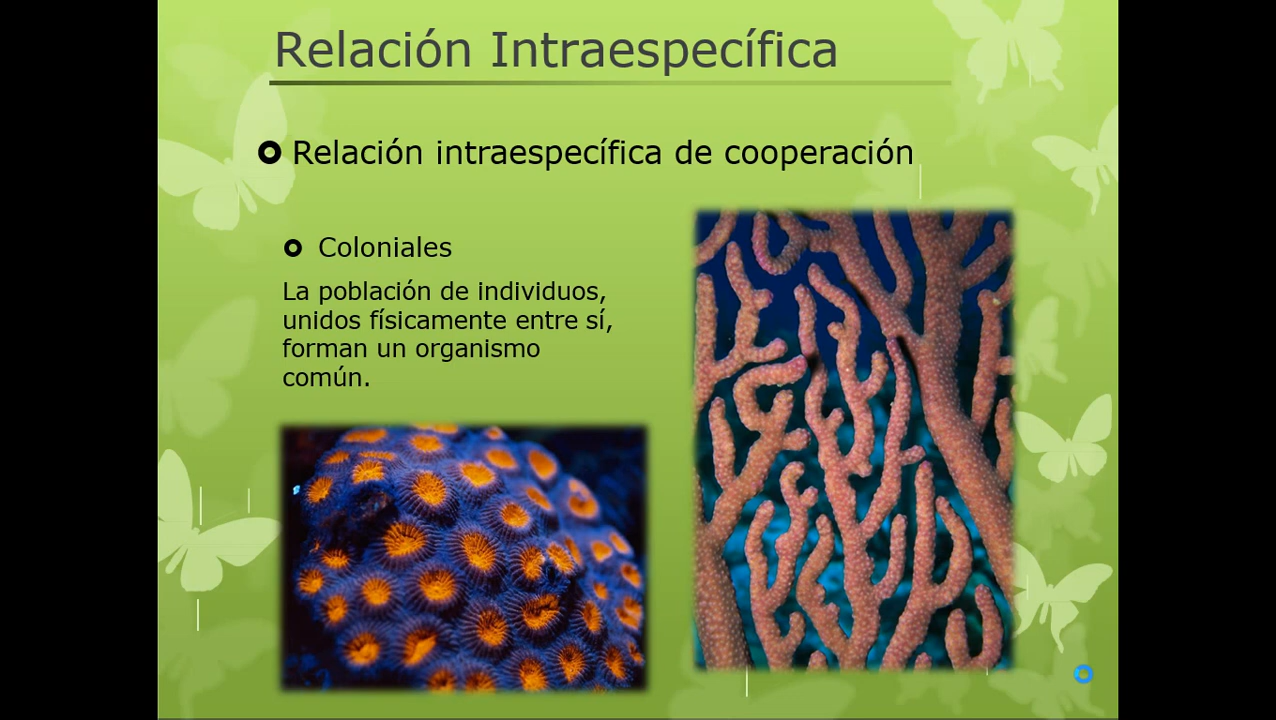 Relación Intraespecífica
Relación intraespecífica de cooperación
Coloniales
La población de individuos,
unidos físicamente entre sí,
forman un organismo
común.